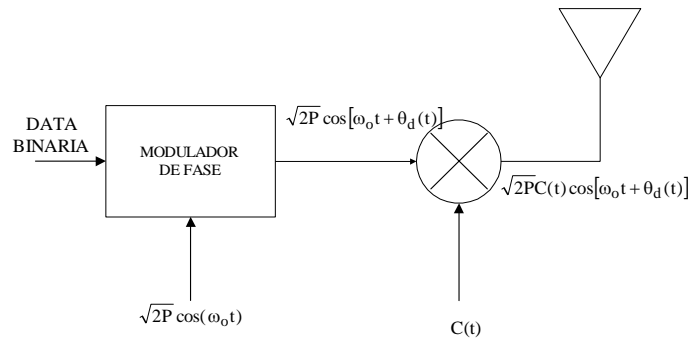 DATA
BINARIA
MODULADOR
DE FASE
√2P cos[ω₀t + θ_d(t)]
√2PC(t) cos[ω₀t + θ_d(t)]
√2P cos(ω₀t)
C(t)